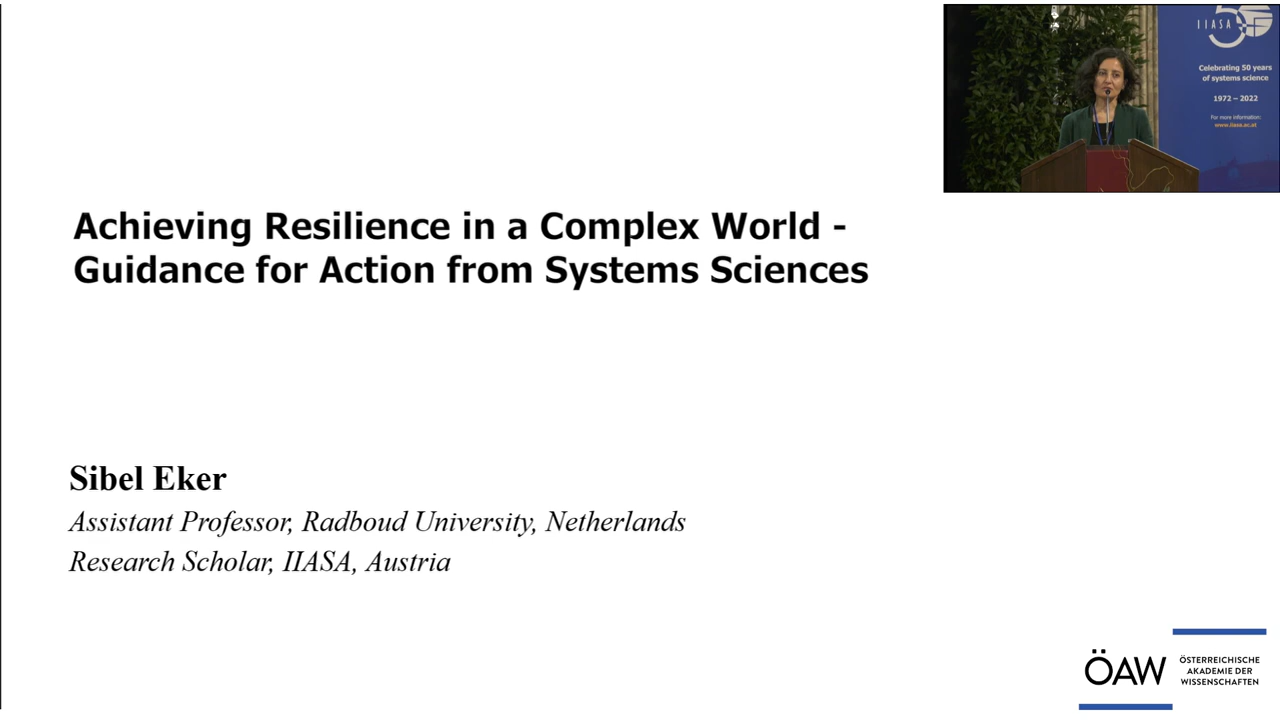 IIASA 50
Celebrating 50 years
of systems science
1972 – 2022
For more information:
www.iiasa.ac.at
Achieving Resilience in a Complex World -
Guidance for Action from Systems Sciences
Sibel Eker
Assistant Professor, Radboud University, Netherlands
Research Scholar, IIASA, Austria
ÖAW
ÖSTERREICHISCHE
AKADEMIE DER
WISSENSCHAFTEN